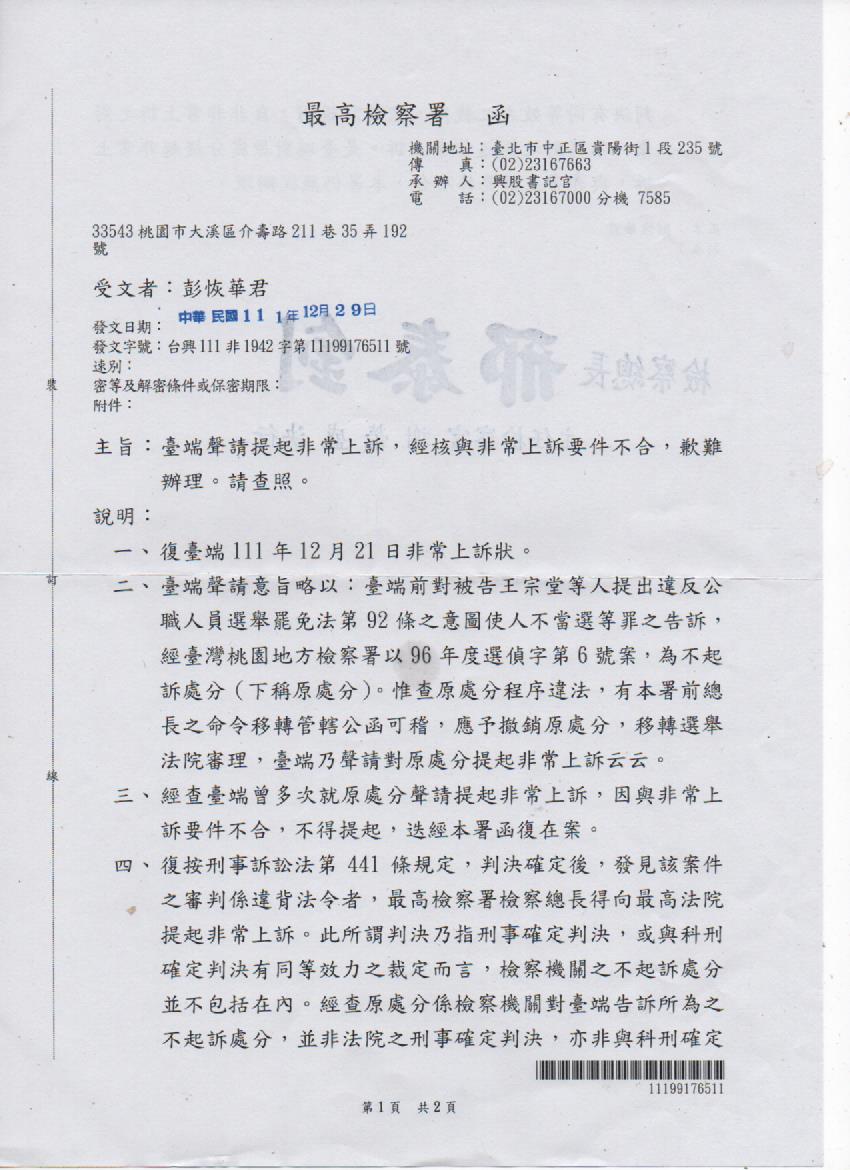 最高檢察署　函
機關地址：臺北市中正區貴陽街1段235號
傳　　真：(02)23167663
承 辦 人：興股書記官
電　　話：(02)23167000分機 7585
33543桃園市大溪區介壽路211巷35弄192
號
受文者：彭恢華君
發文日期：中華民國111年12月29日
發文字號：台興111非1942字第11199176511號
速別：
密等及解密條件或保密期限：
附件：
主旨：臺端聲請提起非常上訴，經核與非常上訴要件不合，歉難
辦理。請查照。
說明：
一、復臺端111年12月21日非常上訴狀。
二、臺端聲請意旨略以：臺端前對被告王宗堂等人提出違反公
職人員選舉罷免法第92條之意圖使人不當選等罪之告訴，
經臺灣桃園地方檢察署以96年度選偵字第6號案，為不起
訴處分（下稱原處分）。惟查原處分程序違法，有本署前總
長之命令移轉管轄公函可稽，應予撤銷原處分，移轉選舉
法院審理，臺端乃聲請對原處分提起非常上訴云云。
三、經查臺端曾多次就原處分聲請提起非常上訴，因與非常上
訴要件不合，不得提起，迭經本署函復在案。
四、復按刑事訴訟法第441條規定，判決確定後，發見該案件
之審判係違背法令者，最高檢察署檢察總長得向最高法院
提起非常上訴。此所謂判決乃指刑事確定判決，或與科刑
確定判決有同等效力之裁定而言，檢察機關之不起訴處分
並不包括在內。經查原處分係檢察機關對臺端告訴所為之
不起訴處分，並非法院之刑事確定判決，亦非與科刑確定
裝
訂
線
檢察總長 邢泰釗
11199176511
第1頁　共2頁